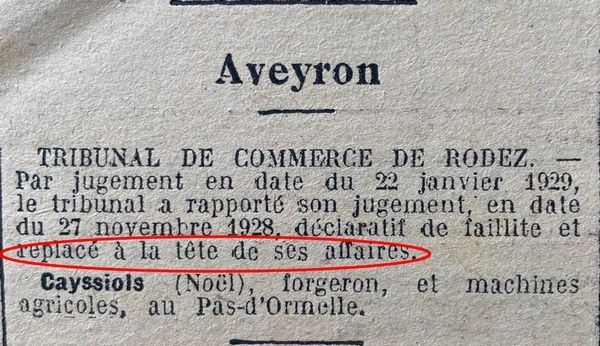 Aveyron
TRIBUNAL DE COMMERCE DE RODEZ. —
Par jugement en date du 22 janvier 1929,
le tribunal a rapporté son jugement, en date
du 27 novembre 1928, déclaratif de faillite et
replacé à la tête de ses affaires.
Cayssiols (Noël), forgeron, et machines
agricoles, au Pas-d'Ormelle.